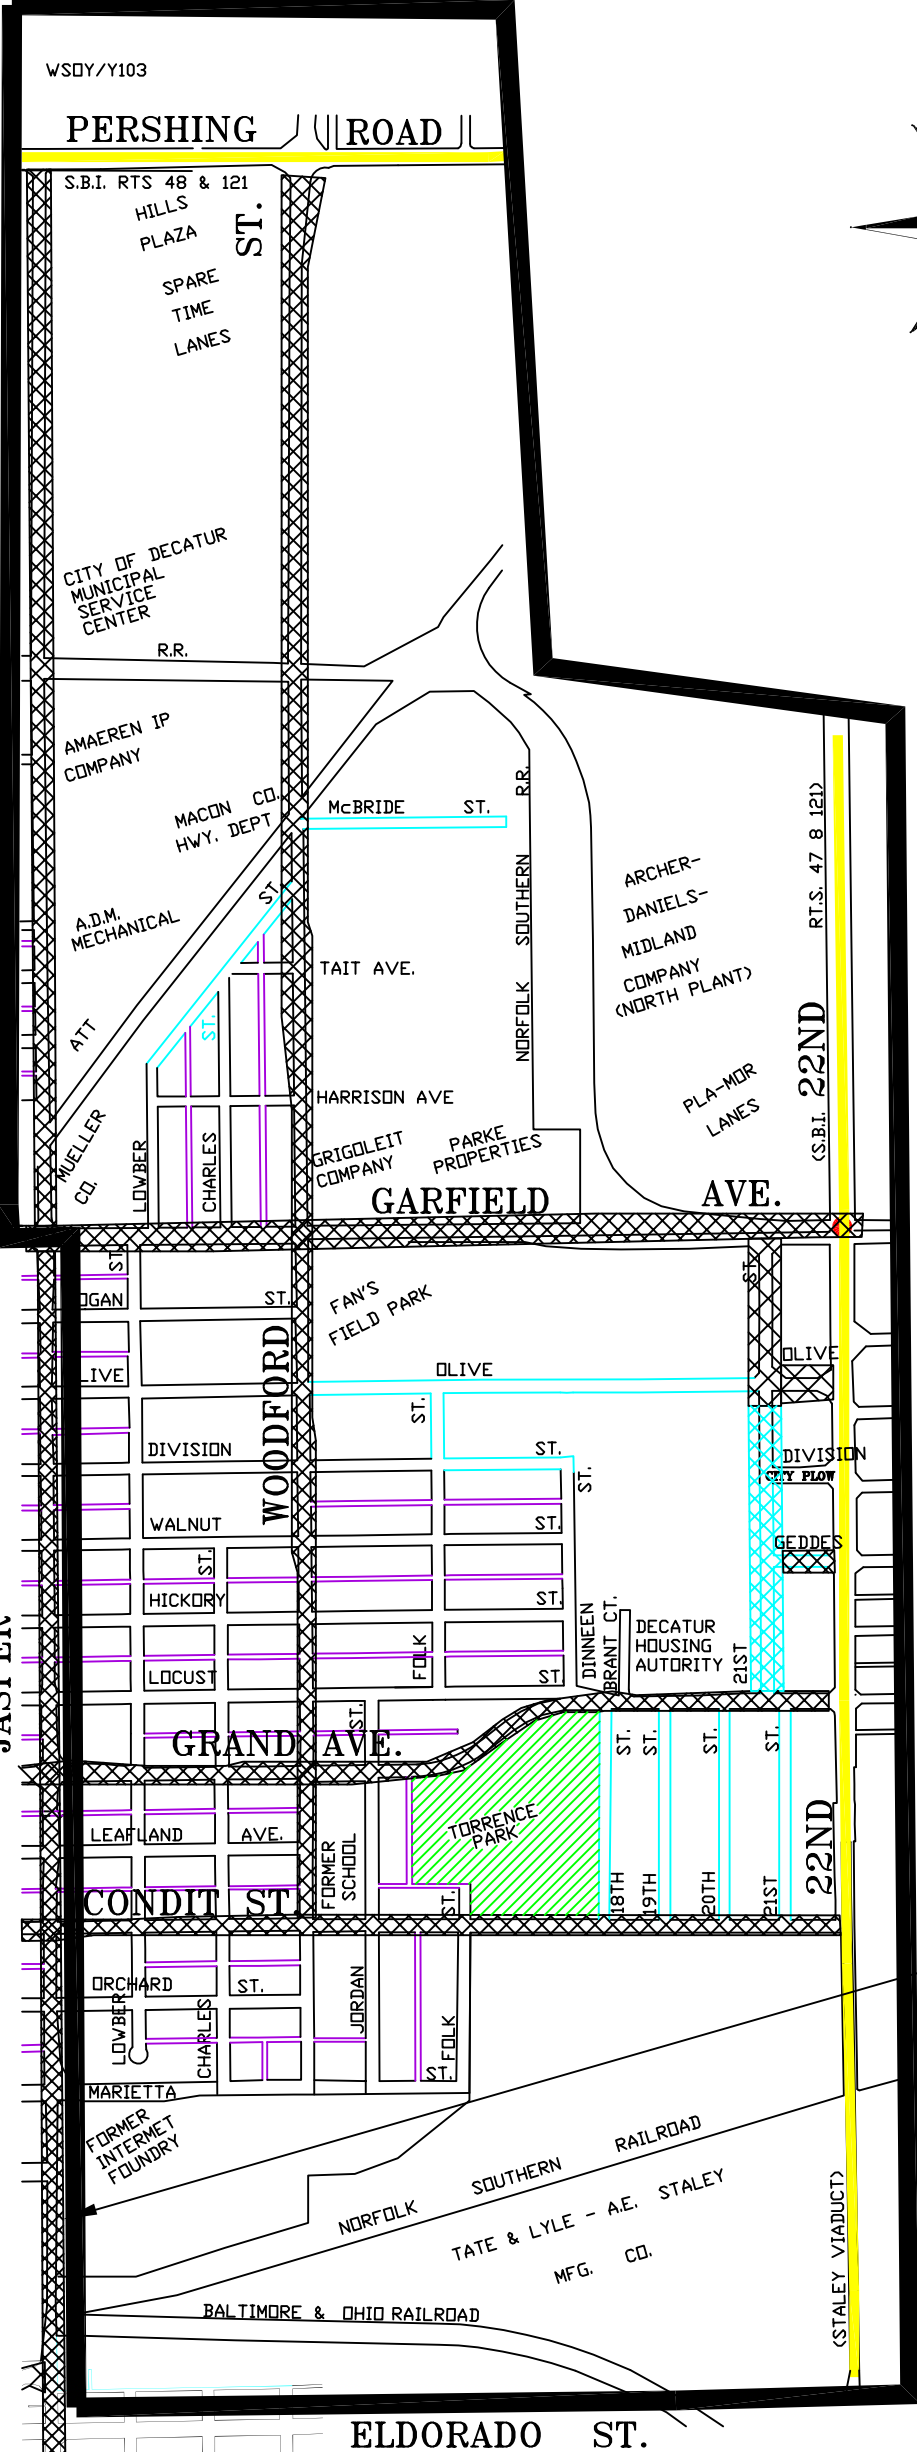 WSOY/Y103
PERSHING ROAD
S.B.I. RTS 48 & 121
HILLS
PLAZA
ST.
SPARE
TIME
LANES
CITY OF DECATUR
MUNICIPAL
SERVICE
CENTER
R.R.
AMAEREN IP
COMPANY
MACON CO.
HWY. DEPT
McBRIDE ST.
NORFOLK SOUTHERN R.R.
ARCHER-
DANIELS-
MIDLAND
COMPANY
(NORTH PLANT)
(S.B.I. RT.S. 47 8 121)
22ND
A.D.M.
MECHANICAL
ST.
TAIT AVE.
ATT
ST.
PLA-MOR
LANES
HARRISON AVE
MUELLER
CO.
LOWBER
CHARLES
GRIGOLEIT
COMPANY
PARKE
PROPERTIES
GARFIELD AVE.
ST.
OGAN ST.
FAN'S
FIELD PARK
ST.
WOODFORD
LIVE
OLIVE
OLIVE
ST.
DIVISION ST.
DIVISION
CITY PLOW
ST.
WALNUT ST.
GEDDES
ST.
HICKORY ST.
JASPER
FOLK
DINNEEN
BRANT CT.
DECATUR
HOUSING
AUTORITY
21ST
LOCUST ST.
ST.
GRAND AVE.
ST.
ST.
ST.
ST.
LEAFLAND AVE.
FORMER
SCHOOL
TORRENCE
PARK
22ND
18TH
19TH
20TH
21ST
CONDIT ST.
ST.
ORCHARD ST.
LOWBER
CHARLES
JORDAN
FOLK
ST.
MARIETTA
FORMER
INTERMET
FOUNDRY
NORFOLK SOUTHERN RAILROAD
TATE & LYLE - A.E. STALEY
MFG. CO.
(STALEY VIADUCT)
BALTIMORE & OHIO RAILROAD
ELDORADO ST.